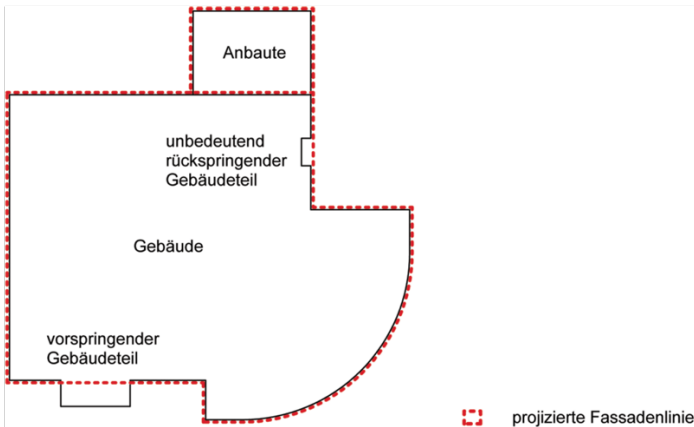 Anbaute
unbedeutend
rückspringender
Gebäudeteil
Gebäude
vorspringender
Gebäudeteil
projizierte Fassadenlinie